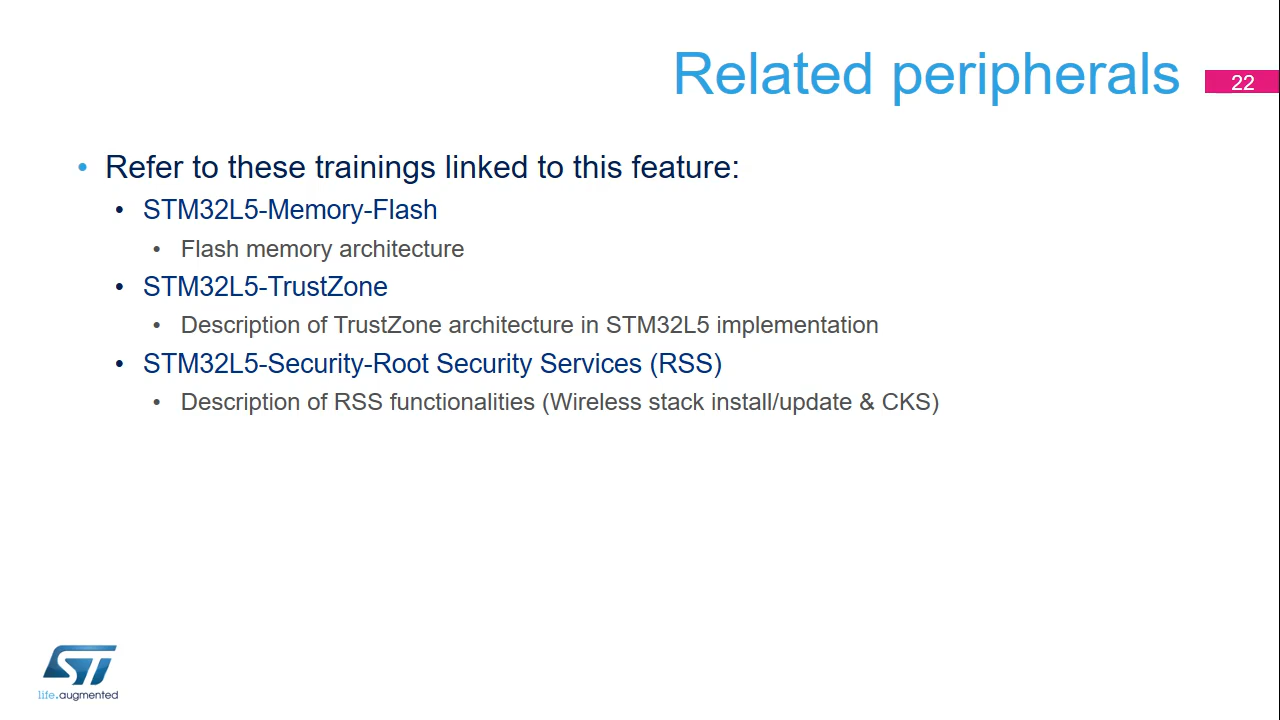 Related peripherals
22
• Refer to these trainings linked to this feature:
• STM32L5-Memory-Flash
• Flash memory architecture
• STM32L5-TrustZone
• Description of TrustZone architecture in STM32L5 implementation
• STM32L5-Security-Root Security Services (RSS)
• Description of RSS functionalities (Wireless stack install/update & CKS)
ST
life.augmented